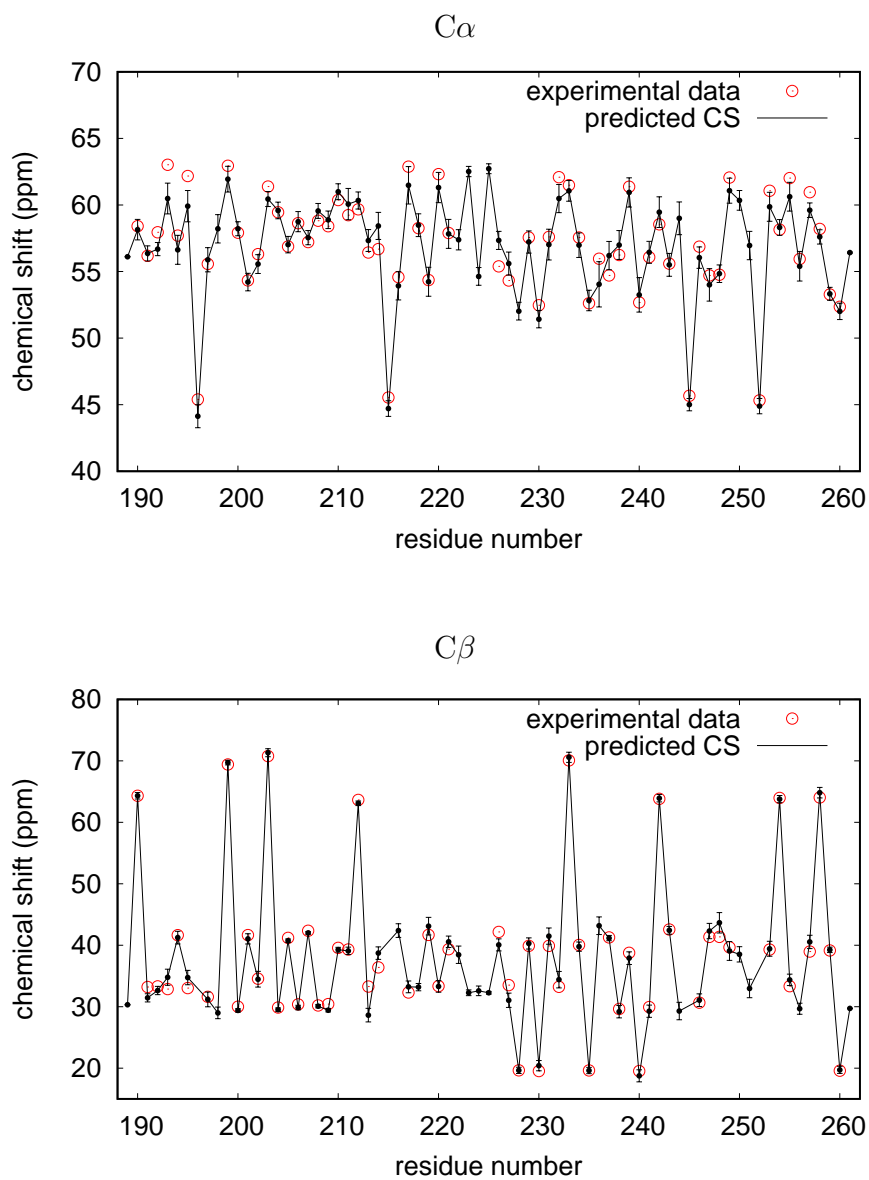 Cα
70
65
60
55
50
45
40
chemical shift (ppm)
experimental data
predicted CS
190 200 210 220 230 240 250 260
residue number
Cβ
80
70
60
50
40
30
20
chemical shift (ppm)
experimental data
predicted CS
190 200 210 220 230 240 250 260
residue number